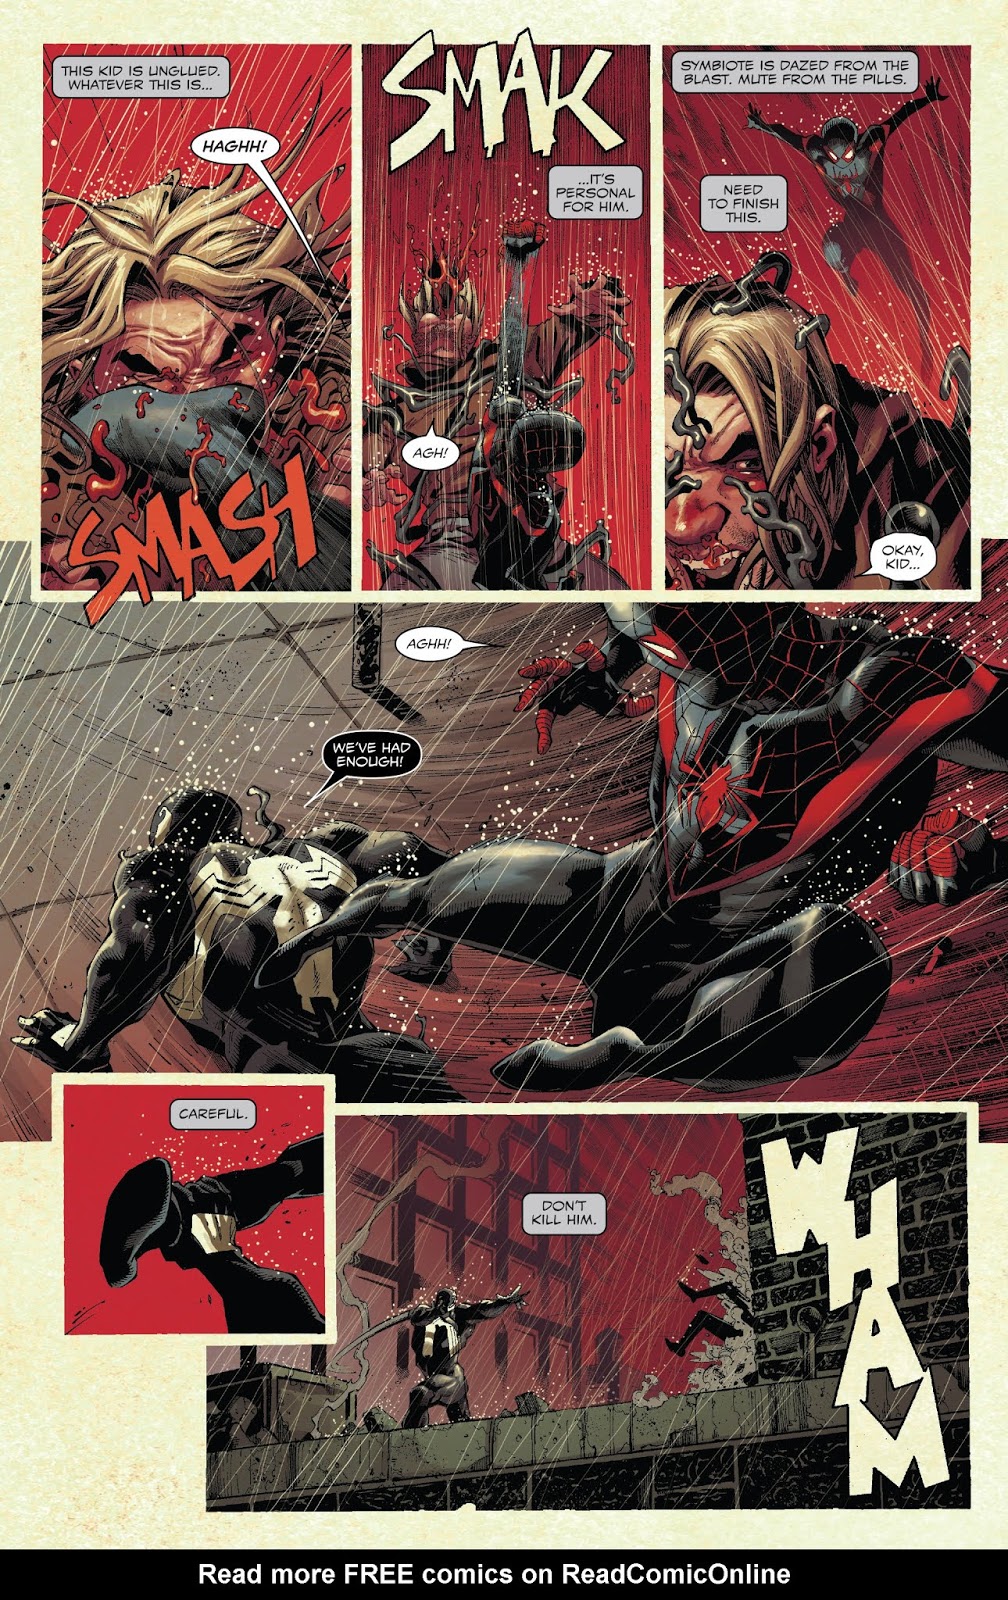 THIS KID IS UNGLUED.
WHATEVER THIS IS...
HAGHH!
SMASH
SMAK
...IT'S
PERSONAL
FOR HIM.
AGH!
SYMBIOTE IS DAZED FROM THE
BLAST. MUTE FROM THE PILLS.
NEED
TO FINISH
THIS.
OKAY,
KID...
AGHH!
WE'VE HAD
ENOUGH!
CAREFUL.
DON'T
KILL HIM.
WHAM
Read more FREE comics on ReadComicOnline